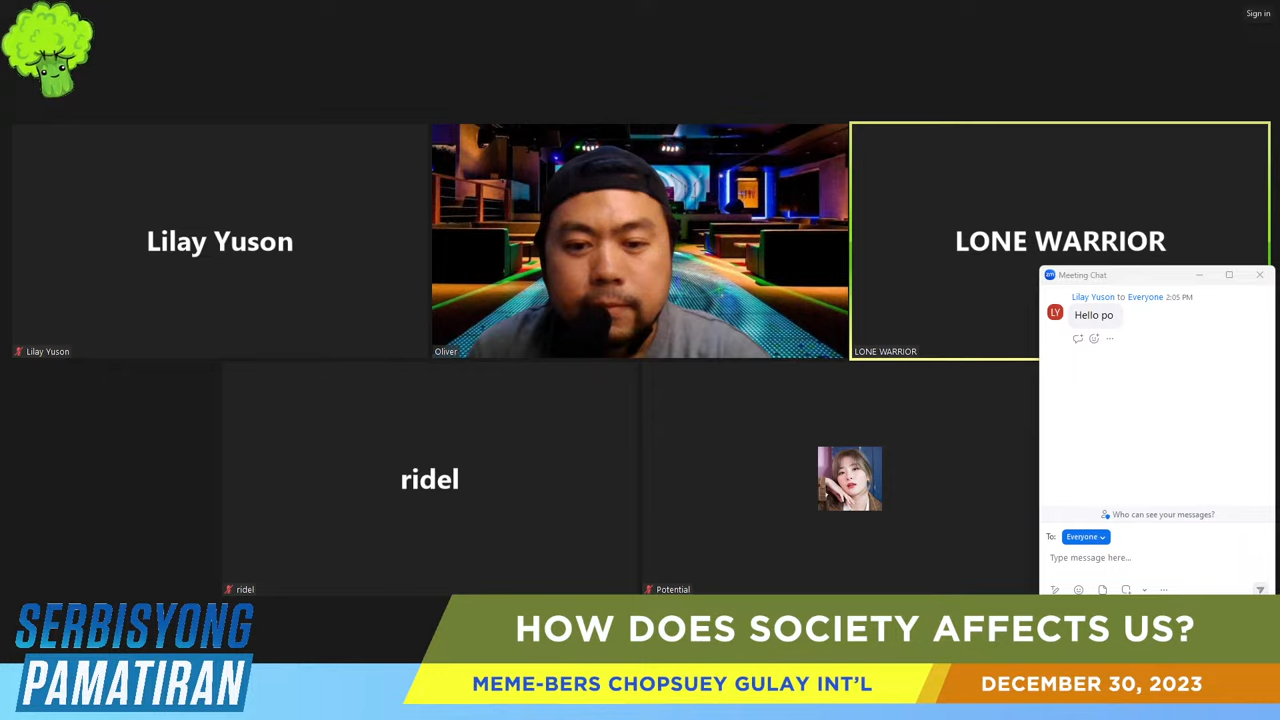 Sign in
Lilay Yuson
LONE WARRIOR
Lilay Yuson
Oliver
LONE WARRIOR
zm Meeting Chat
Lilay Yuson to Everyone 2:05 PM
LY
Hello po
ridel
Who can see your messages?
To: Everyone
Type message here...
ridel
Potential
SERBISYONG
PAMATIRAN
HOW DOES SOCIETY AFFECTS US?
MEME-BERS CHOPSUEY GULAY INT'L
DECEMBER 30, 2023